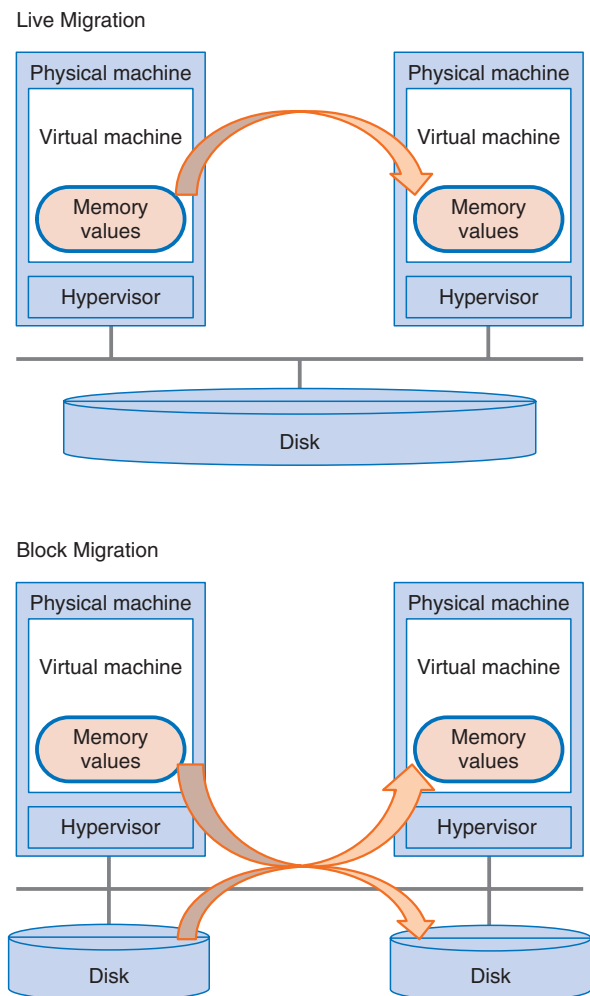 Live Migration
Physical machine
Virtual machine
Memory
values
Hypervisor
Physical machine
Virtual machine
Memory
values
Hypervisor
Disk
Block Migration
Physical machine
Virtual machine
Memory
values
Hypervisor
Physical machine
Virtual machine
Memory
values
Hypervisor
Disk
Disk